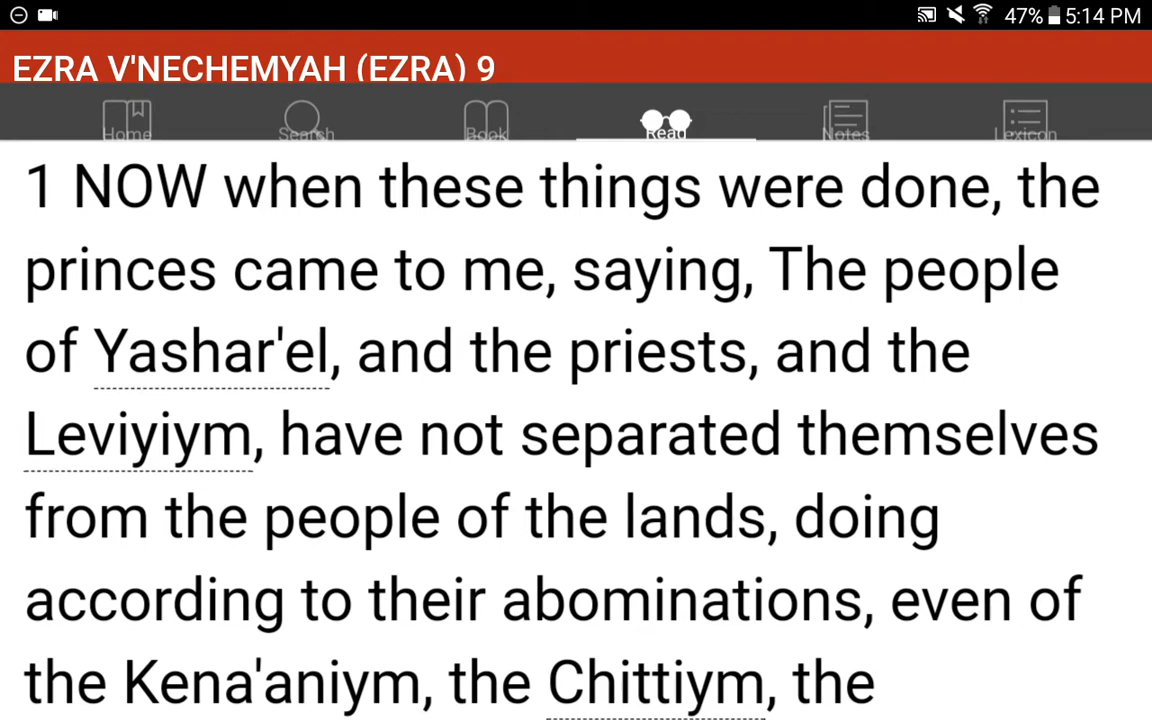 47% 5:14 PM
EZRA V'NECHEMYAH (EZRA) 9
Home Search Book Read Notes Lexicon
1 NOW when these things were done, the
princes came to me, saying, The people
of Yashar'el, and the priests, and the
Leviyiym, have not separated themselves
from the people of the lands, doing
according to their abominations, even of
the Kena'aniym, the Chittiym, the